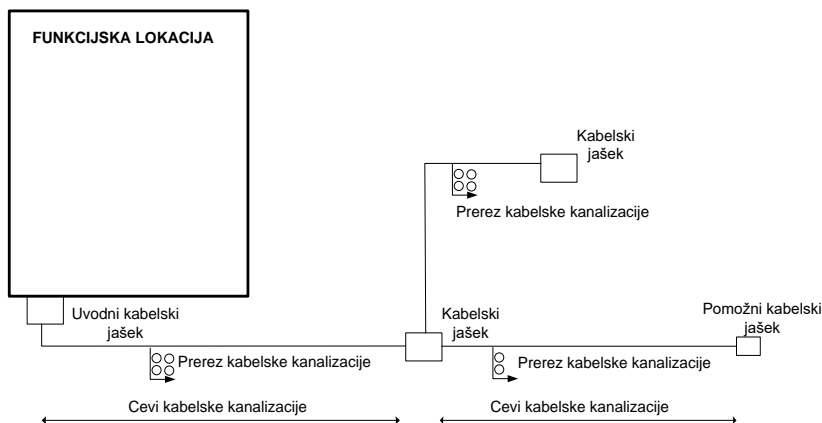 FUNKCIJSKA LOKACIJA
Kabelski
jašek
Prerez kabelske kanalizacije
Uvodni kabelski
jašek
Kabelski
jašek
Pomožni kabelski
jašek
Prerez kabelske kanalizacije
Prerez kabelske kanalizacije
Cevi kabelske kanalizacije
Cevi kabelske kanalizacije